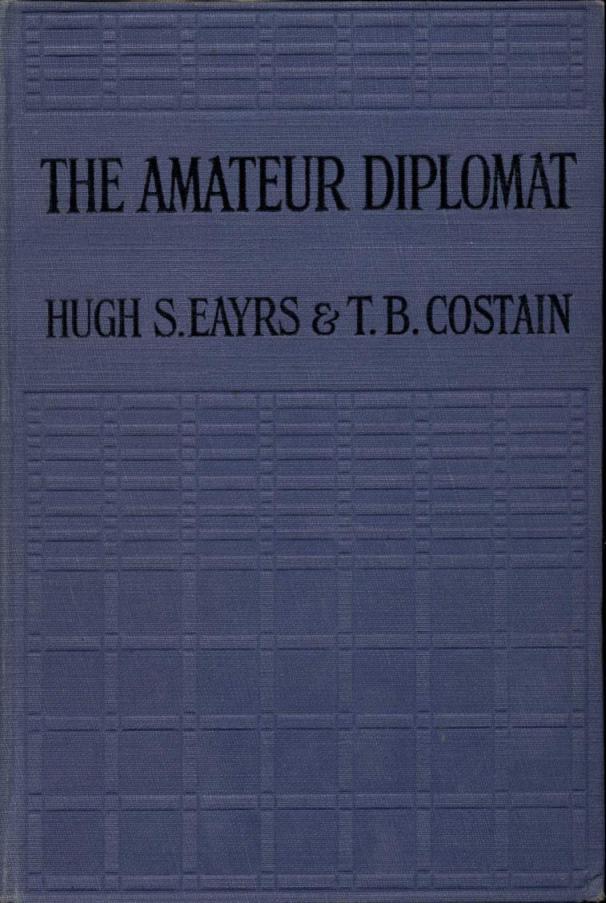 THE AMATEUR DIPLOMAT
HUGH S. EAYRS & T. B. COSTAIN